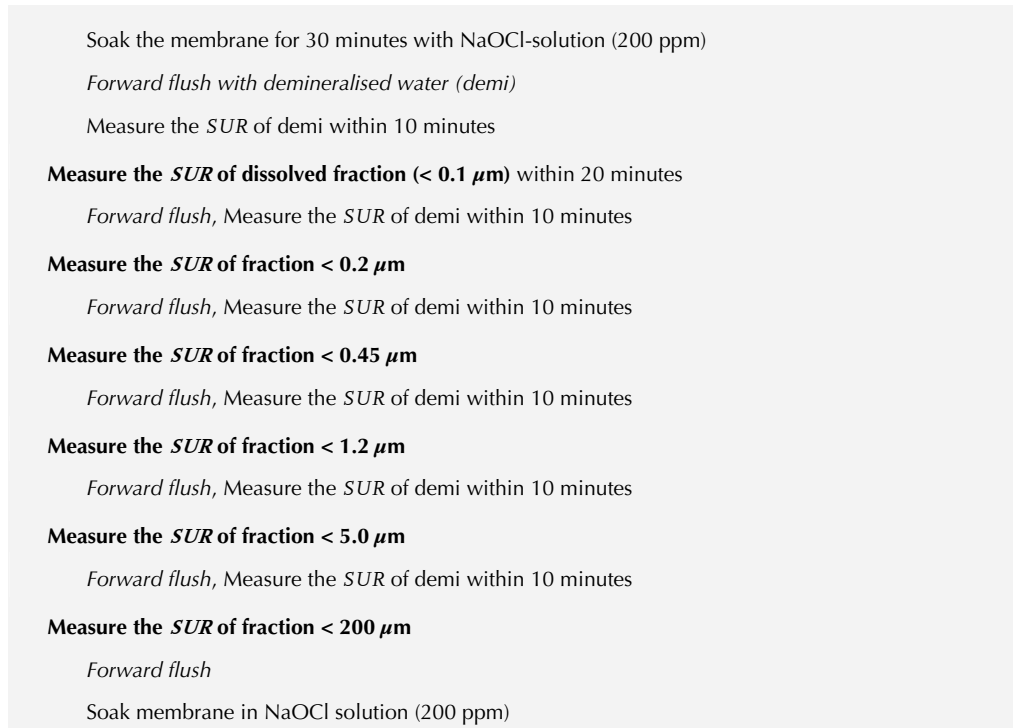 Soak the membrane for 30 minutes with NaOCl-solution (200 ppm)
Forward flush with demineralised water (demi)
Measure the SUR of demi within 10 minutes
Measure the SUR of dissolved fraction (< 0.1 μm) within 20 minutes
Forward flush, Measure the SUR of demi within 10 minutes
Measure the SUR of fraction < 0.2 μm
Forward flush, Measure the SUR of demi within 10 minutes
Measure the SUR of fraction < 0.45 μm
Forward flush, Measure the SUR of demi within 10 minutes
Measure the SUR of fraction < 1.2 μm
Forward flush, Measure the SUR of demi within 10 minutes
Measure the SUR of fraction < 5.0 μm
Forward flush, Measure the SUR of demi within 10 minutes
Measure the SUR of fraction < 200 μm
Forward flush
Soak membrane in NaOCl solution (200 ppm)